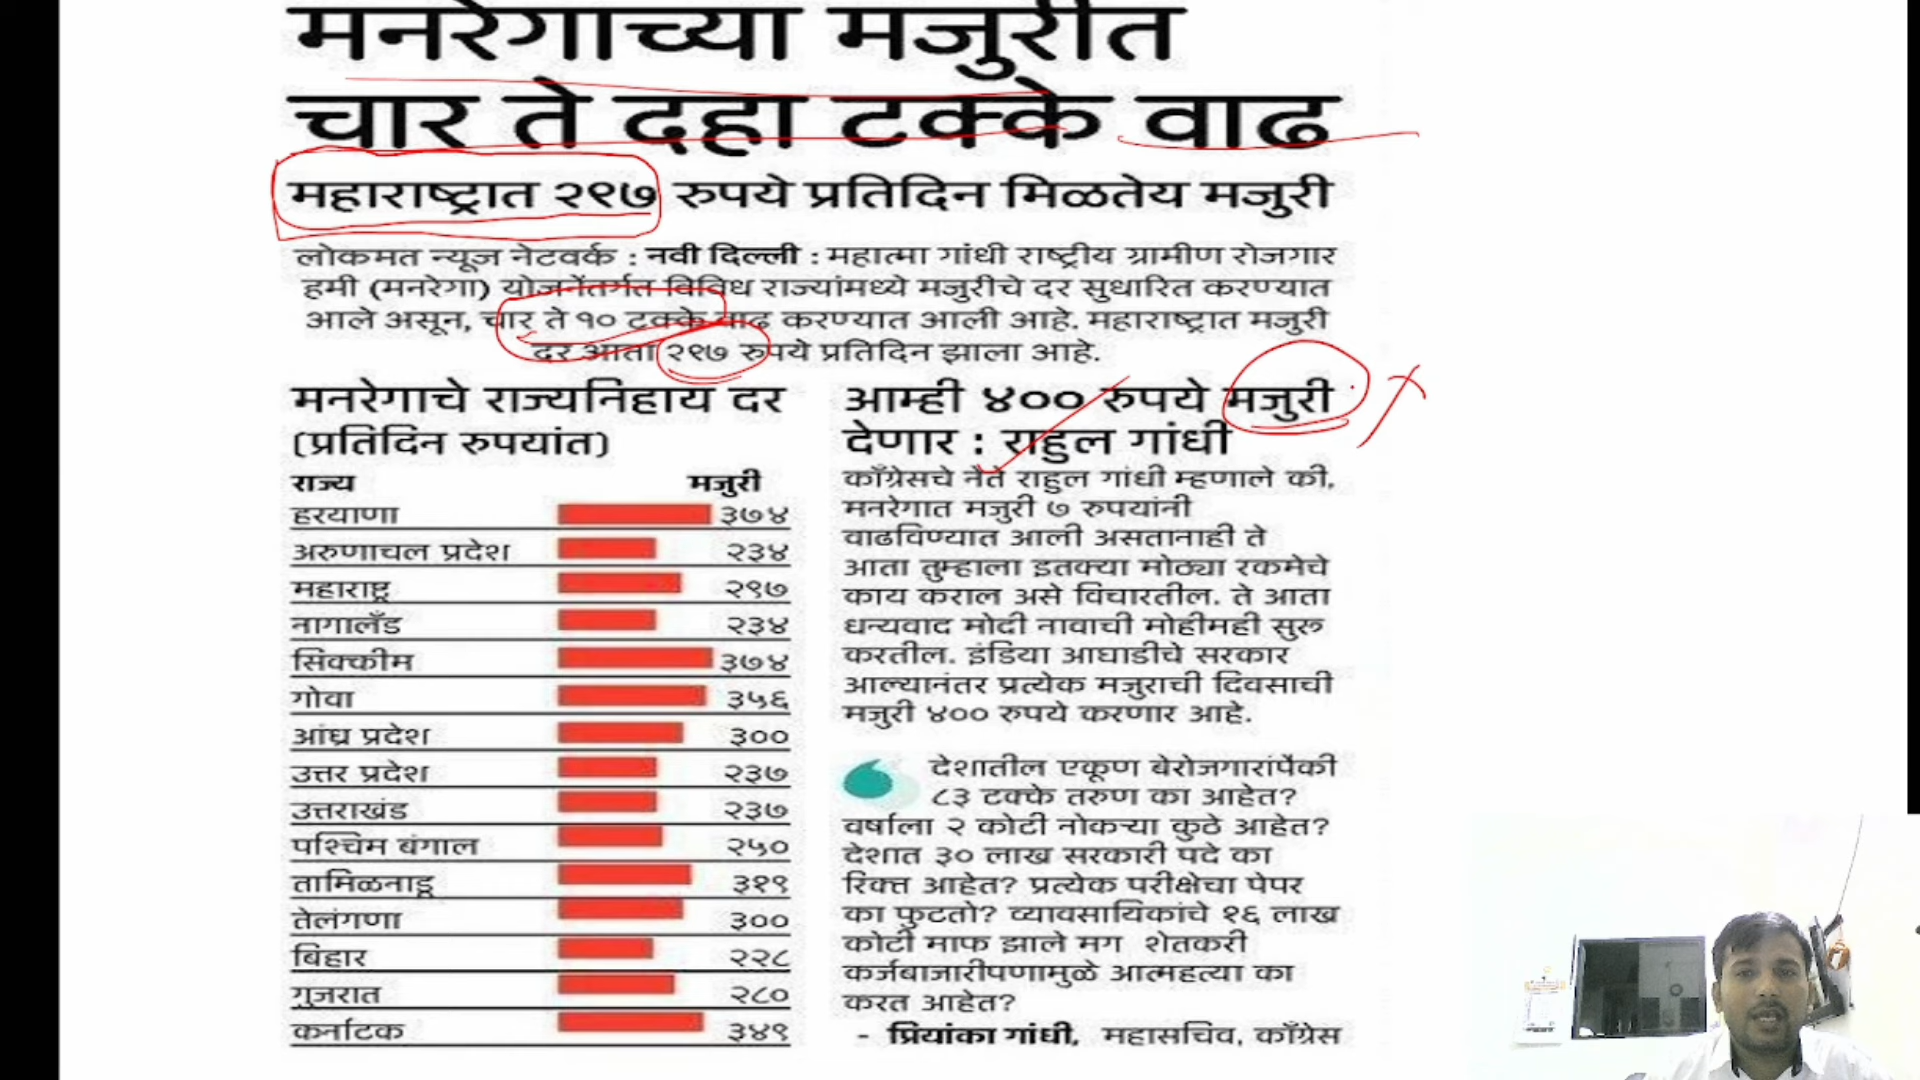 मनरेगाच्या मजुरीत
चार ते दहा टक्के वाढ
महाराष्ट्रात २९७ रुपये प्रतिदिन मिळतेय मजुरी
लोकमत न्यूज नेटवर्क : नवी दिल्ली : महात्मा गांधी राष्ट्रीय ग्रामीण रोजगार
हमी (मनरेगा) योजनेंतर्गत विविध राज्यांमध्ये मजुरीचे दर सुधारित करण्यात
आले असून, चार ते १० टक्के वाढ करण्यात आली आहे. महाराष्ट्रात मजुरी
दर आता २९७ रुपये प्रतिदिन झाला आहे.
मनरेगाचे राज्यनिहाय दर
(प्रतिदिन रुपयांत)
राज्य मजुरी
हरयाणा ३७४
अरुणाचल प्रदेश २३४
महाराष्ट्र २९७
नागालँड २३४
सिक्कीम ३७४
गोवा ३५६
आंध्र प्रदेश ३००
उत्तर प्रदेश २३७
उत्तराखंड २३७
पश्चिम बंगाल २५०
तामिळनाडू ३१९
तेलंगणा ३००
बिहार २२८
गुजरात २८०
कर्नाटक ३४९
आम्ही ४०० रुपये मजुरी
देणार : राहुल गांधी
काँग्रेसचे नेते राहुल गांधी म्हणाले की,
मनरेगात मजुरी ७ रुपयांनी
वाढविण्यात आली असतानाही ते
आता तुम्हाला इतक्या मोठ्या रकमेचे
काय कराल असे विचारतील. ते आता
धन्यवाद मोदी नावाची मोहीमही सुरू
करतील. इंडिया आघाडीचे सरकार
आल्यानंतर प्रत्येक मजुराची दिवसाची
मजुरी ४०० रुपये करणार आहे.
देशातील एकूण बेरोजगारांपैकी
८३ टक्के तरुण का आहेत?
वर्षाला २ कोटी नोकऱ्या कुठे आहेत?
देशात ३० लाख सरकारी पदे का
रिक्त आहेत? प्रत्येक परीक्षेचा पेपर
का फुटतो? व्यावसायिकांचे १६ लाख
कोटी माफ झाले मग शेतकरी
कर्जबाजारीपणामुळे आत्महत्या का
करत आहेत?
- प्रियांका गांधी, महासचिव, काँग्रेस